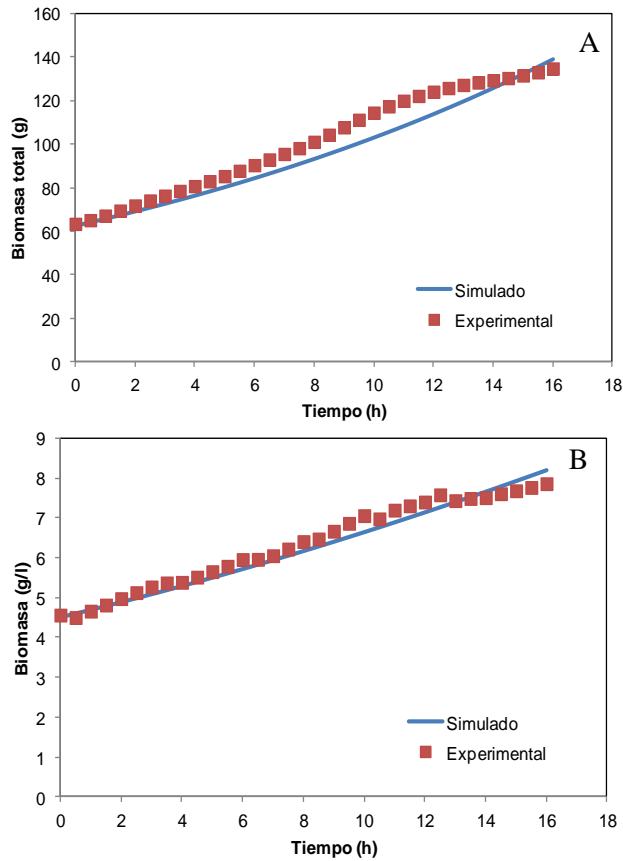 A
160
140
120
100
80
60
40
20
0
Biomasa total (g)
Simulado
Experimental
0 2 4 6 8 10 12 14 16 18
Tiempo (h)
B
9
8
7
6
5
4
3
2
1
0
Biomasa (g/l)
Simulado
Experimental
0 2 4 6 8 10 12 14 16 18
Tiempo (h)